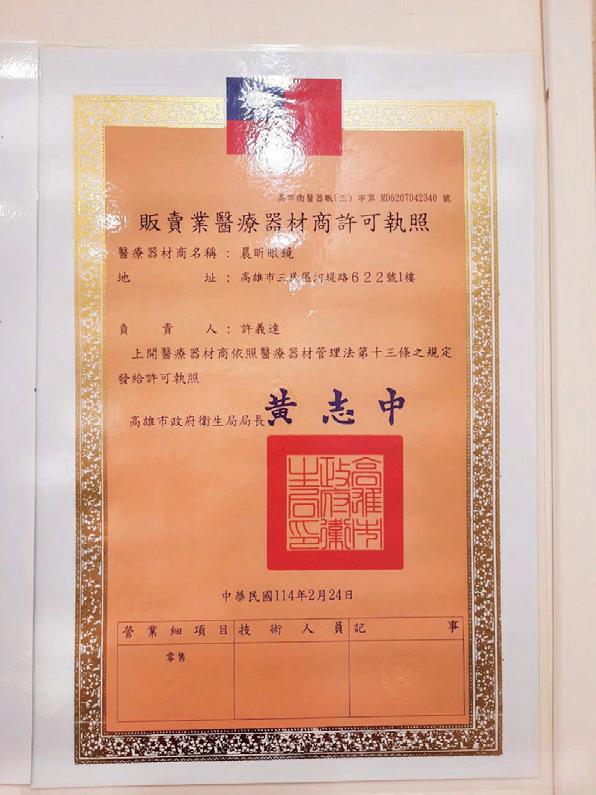 高市衛醫器販(三)字第 MD6207042340 號
販賣業醫療器材商許可執照
醫療器材商名稱：晨昕眼鏡
地 址：高雄市三民區河堤路６２２號1樓
負 責 人：許義達
上開醫療器材商依照醫療器材管理法第十三條之規定
發給許可執照
高雄市政府衛生局局長 黃志中
高雄市政府衛生局印
中華民國114年2月24日
營業細項目 技術人員 記 事
零售